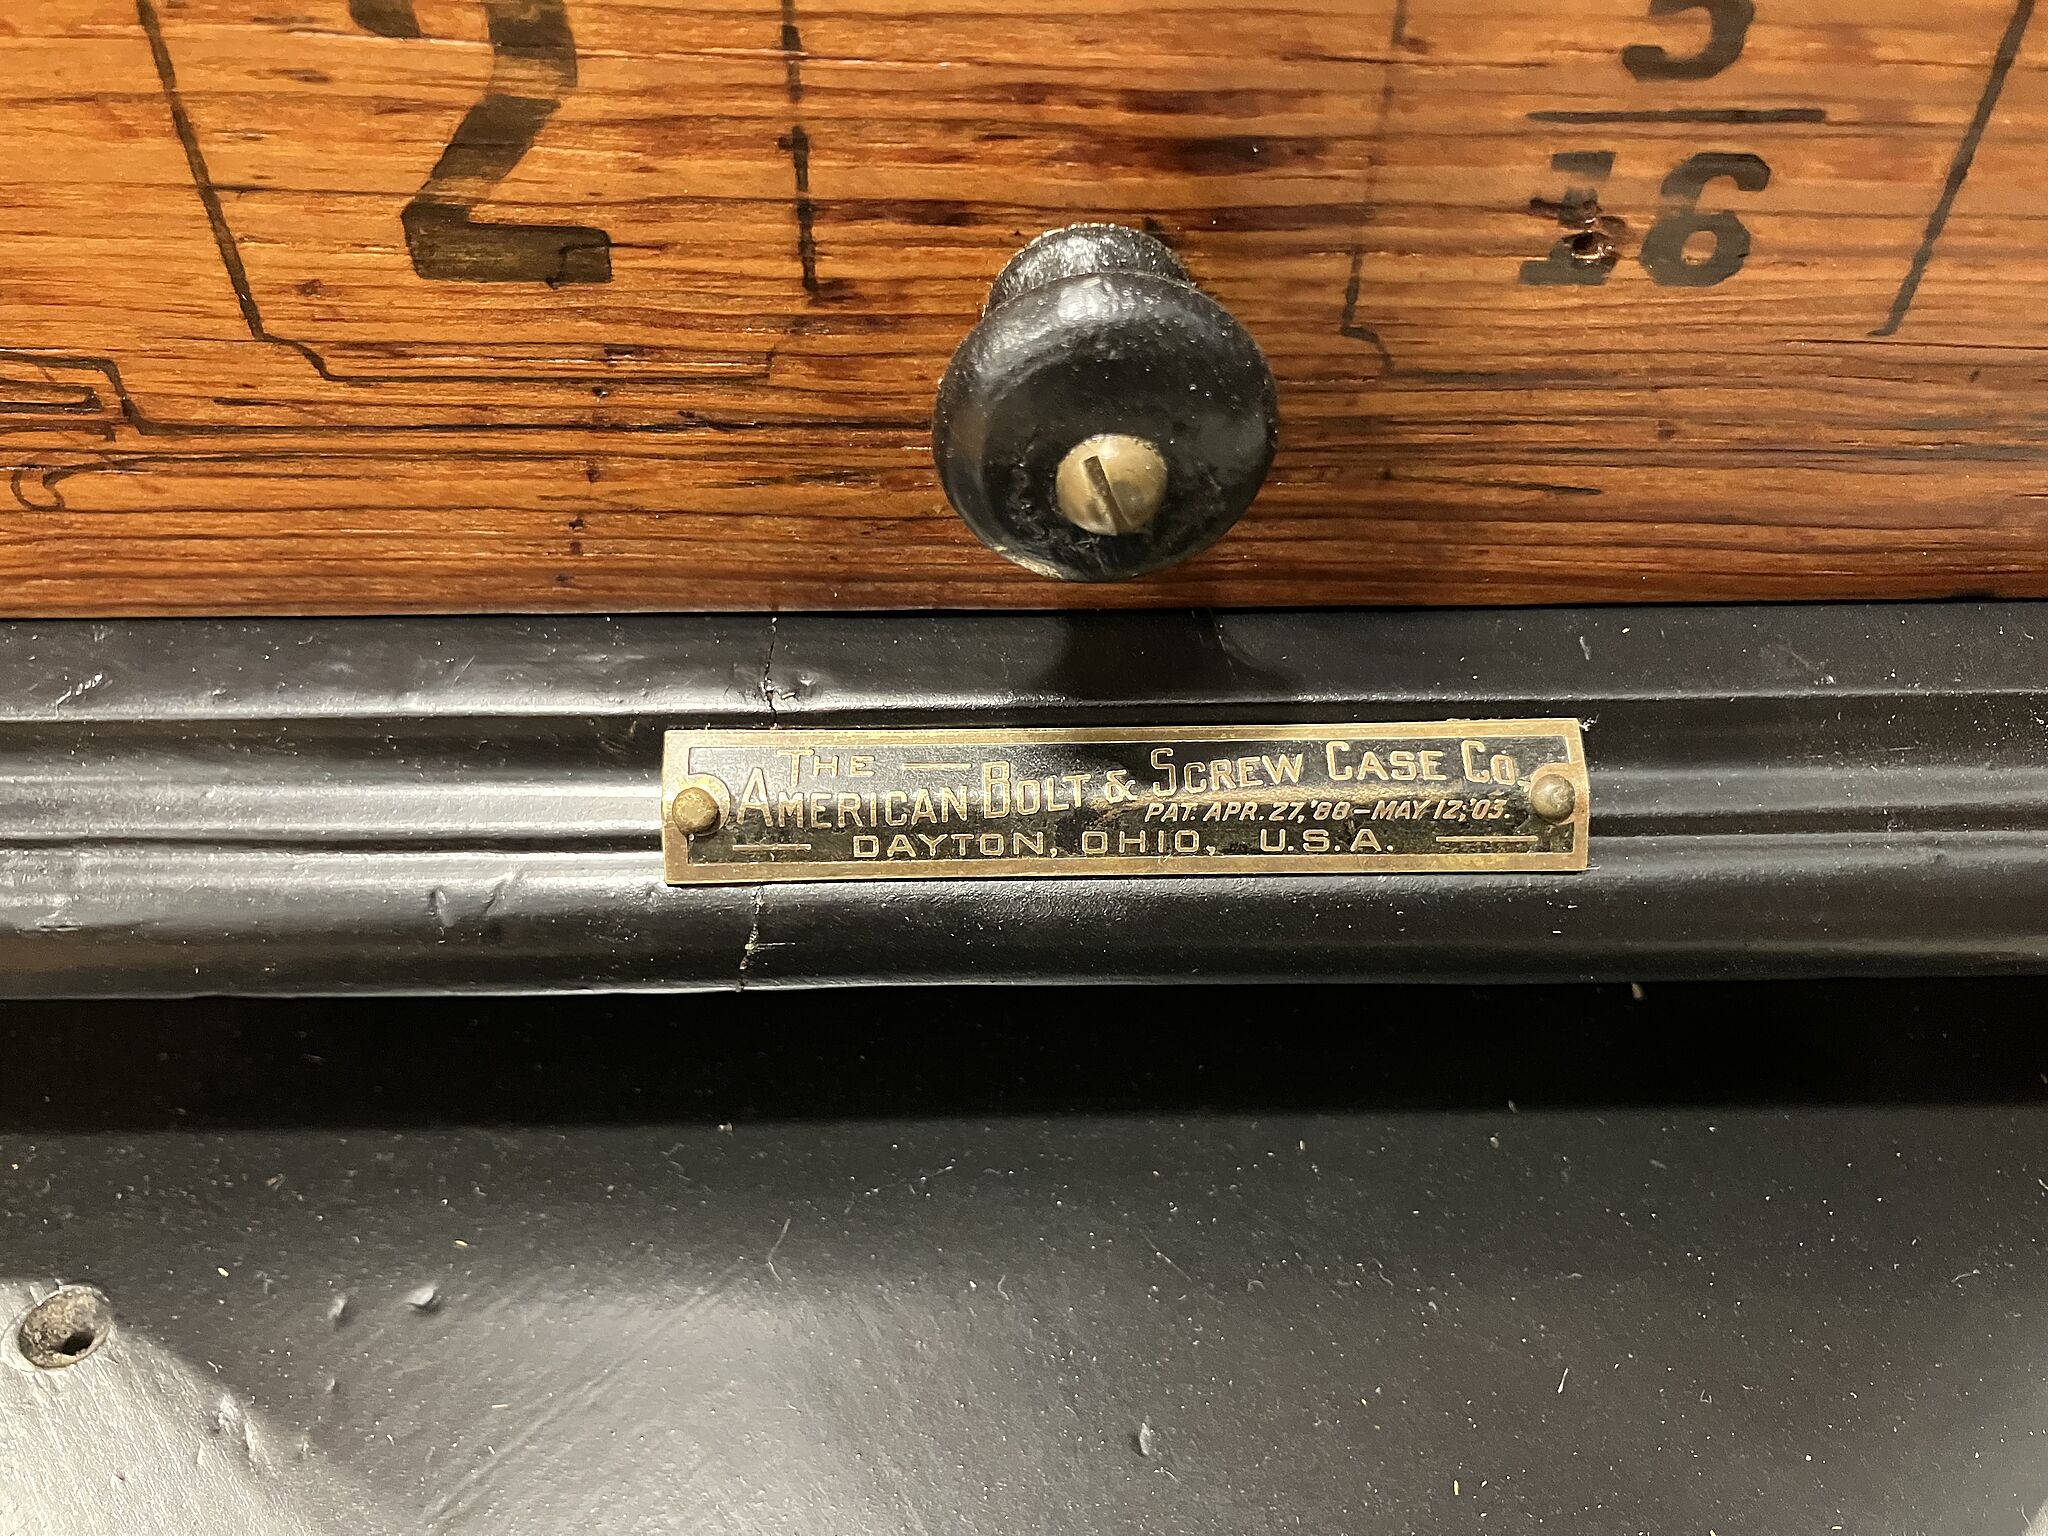 2
5
16
THE
AMERICAN BOLT & SCREW CASE CO.
PAT. APR. 27, '88-MAY 12, '03.
DAYTON, OHIO, U.S.A.